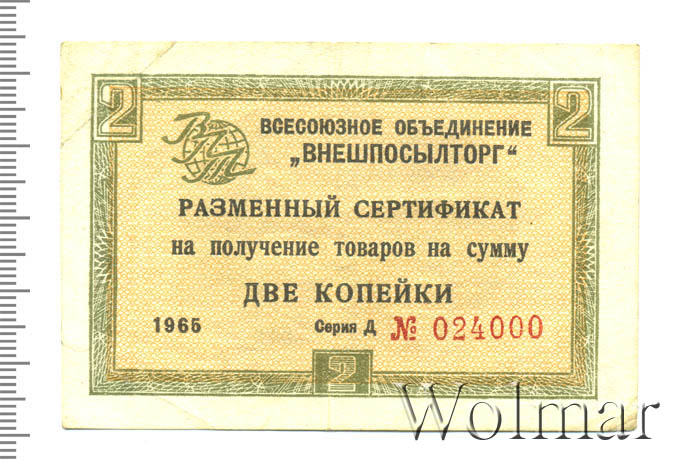 2 2
ВПТ
ВСЕСОЮЗНОЕ ОБЪЕДИНЕНИЕ
„ВНЕШПОСЫЛТОРГ“
РАЗМЕННЫЙ СЕРТИФИКАТ
на получение товаров на сумму
ДВЕ КОПЕЙКИ
1965 Серия Д № 024000
2
Wolmar